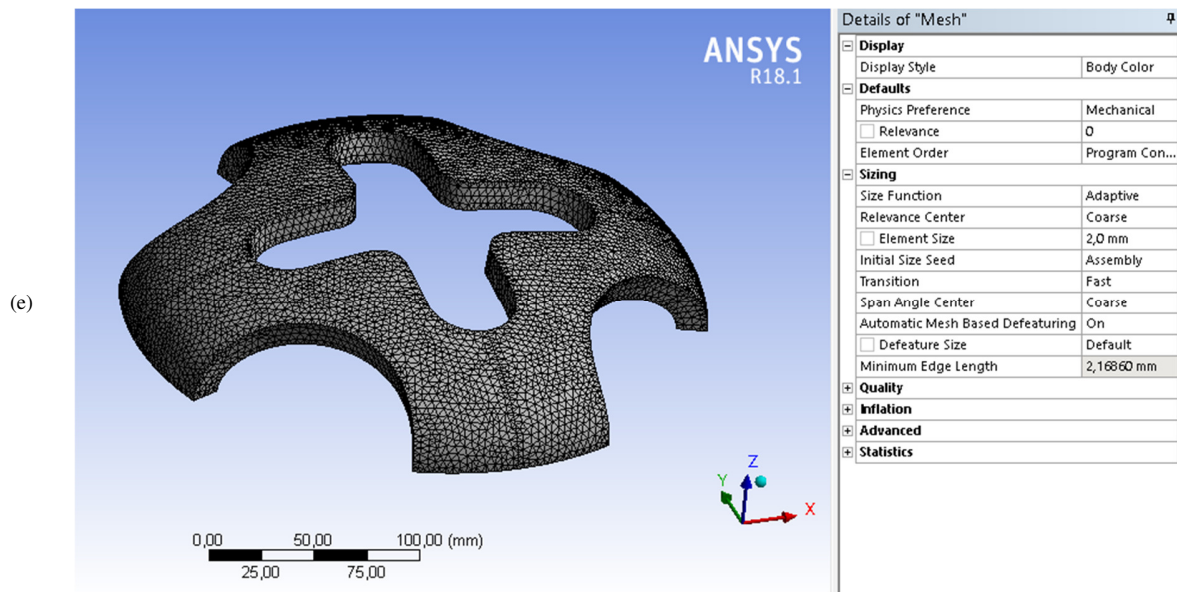 (e)
ANSYS
R18.1
Z
Y
X
0,00 50,00 100,00 (mm)
25,00 75,00
Details of "Mesh"
Display
Display Style Body Color
Defaults
Physics Preference Mechanical
Relevance 0
Element Order Program Con...
Sizing
Size Function Adaptive
Relevance Center Coarse
Element Size 2,0 mm
Initial Size Seed Assembly
Transition Fast
Span Angle Center Coarse
Automatic Mesh Based Defeaturing On
Defeature Size Default
Minimum Edge Length 2,16860 mm
Quality
Inflation
Advanced
Statistics